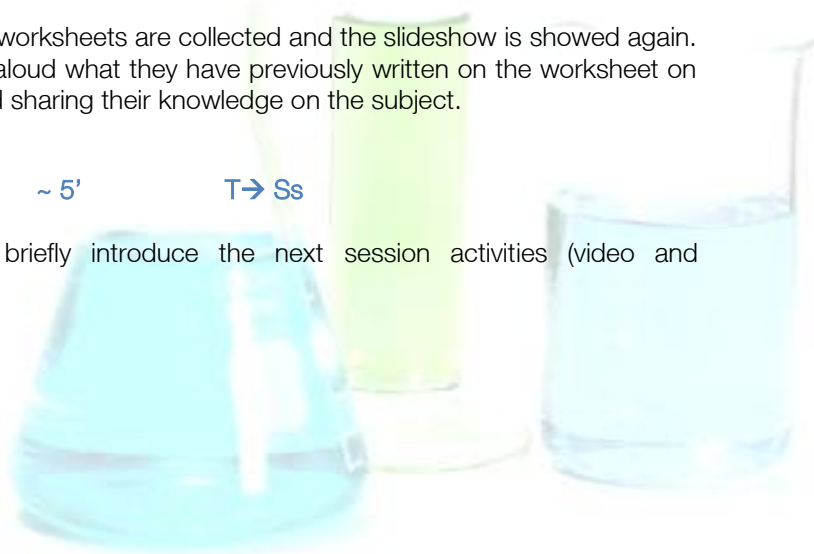 worksheets are collected and the slideshow is showed again.
aloud what they have previously written on the worksheet on
sharing their knowledge on the subject.
~ 5’ T→ Ss
briefly introduce the next session activities (video and